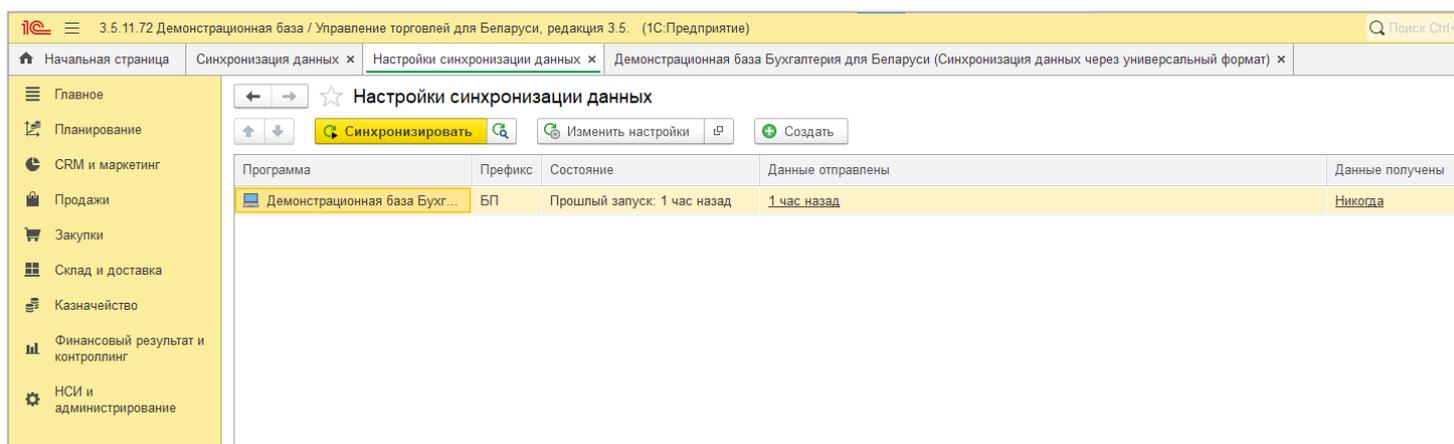 1С 3.5.11.72 Демонстрационная база / Управление торговлей для Беларуси, редакция 3.5. (1С:Предприятие) Поиск Ctrl+
Начальная страница Синхронизация данных × Настройки синхронизации данных × Демонстрационная база Бухгалтерия для Беларуси (Синхронизация данных через универсальный формат) ×
Главное
Настройки синхронизации данных
Планирование
Синхронизировать Изменить настройки Создать
CRM и маркетинг
Программа Префикс Состояние Данные отправлены Данные получены
Продажи
Демонстрационная база Бухг... БП Прошлый запуск: 1 час назад 1 час назад Никогда
Закупки
Склад и доставка
Казначейство
Финансовый результат и
контроллинг
НСИ и
администрирование